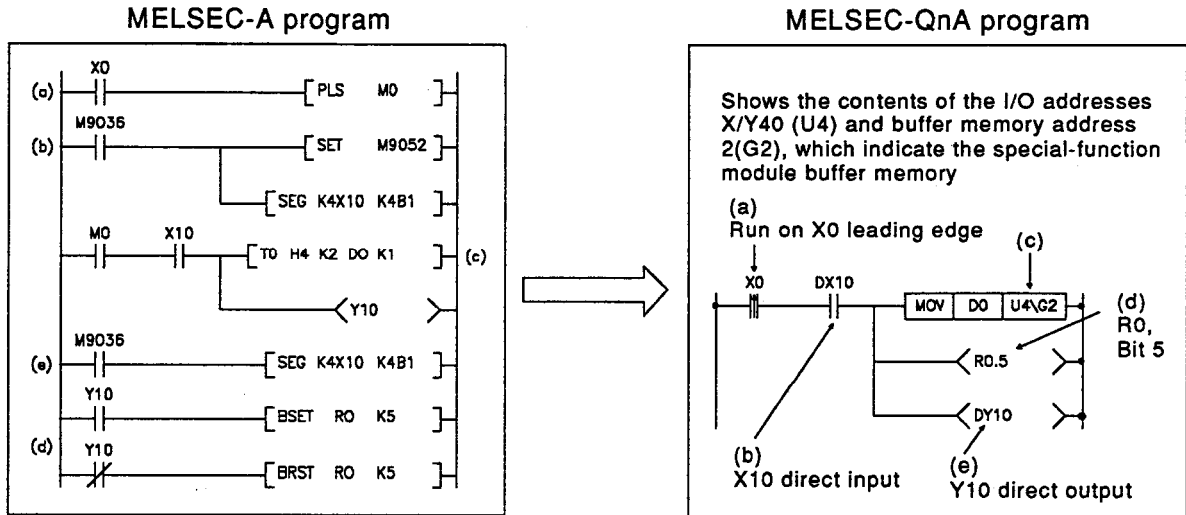 MELSEC-A program
X0
(a)
PLS M0
M9036
(b)
SET M9052
SEG K4X10 K4B1
M0 X10
TO H4 K2 DO K1
(c)
Y10
M9036
(e)
SEG K4X10 K4B1
Y10
BSET RO K5
(d)
Y10
BRST RO K5
MELSEC-QnA program
Shows the contents of the I/O addresses
X/Y40 (U4) and buffer memory address
2(G2), which indicate the special-function
module buffer memory
(a)
Run on X0 leading edge
(c)
X0 DX10
MOV D0 U4\G2
(d)
R0,
Bit 5
R0.5
DY10
(b)
X10 direct input
(e)
Y10 direct output